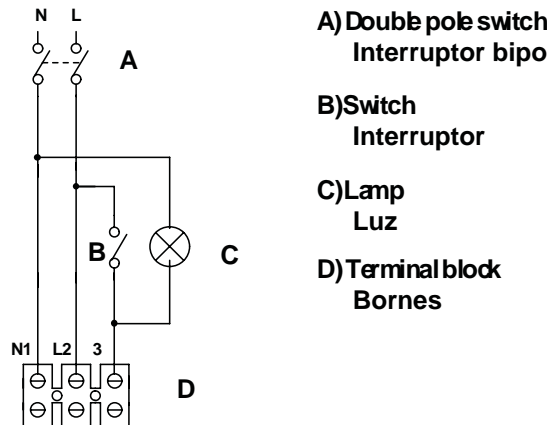 N L
A
B
C
N1 L2 3
D
A) Double pole switch
Interruptor bipo
B) Switch
Interruptor
C) Lamp
Luz
D) Terminal block
Bornes